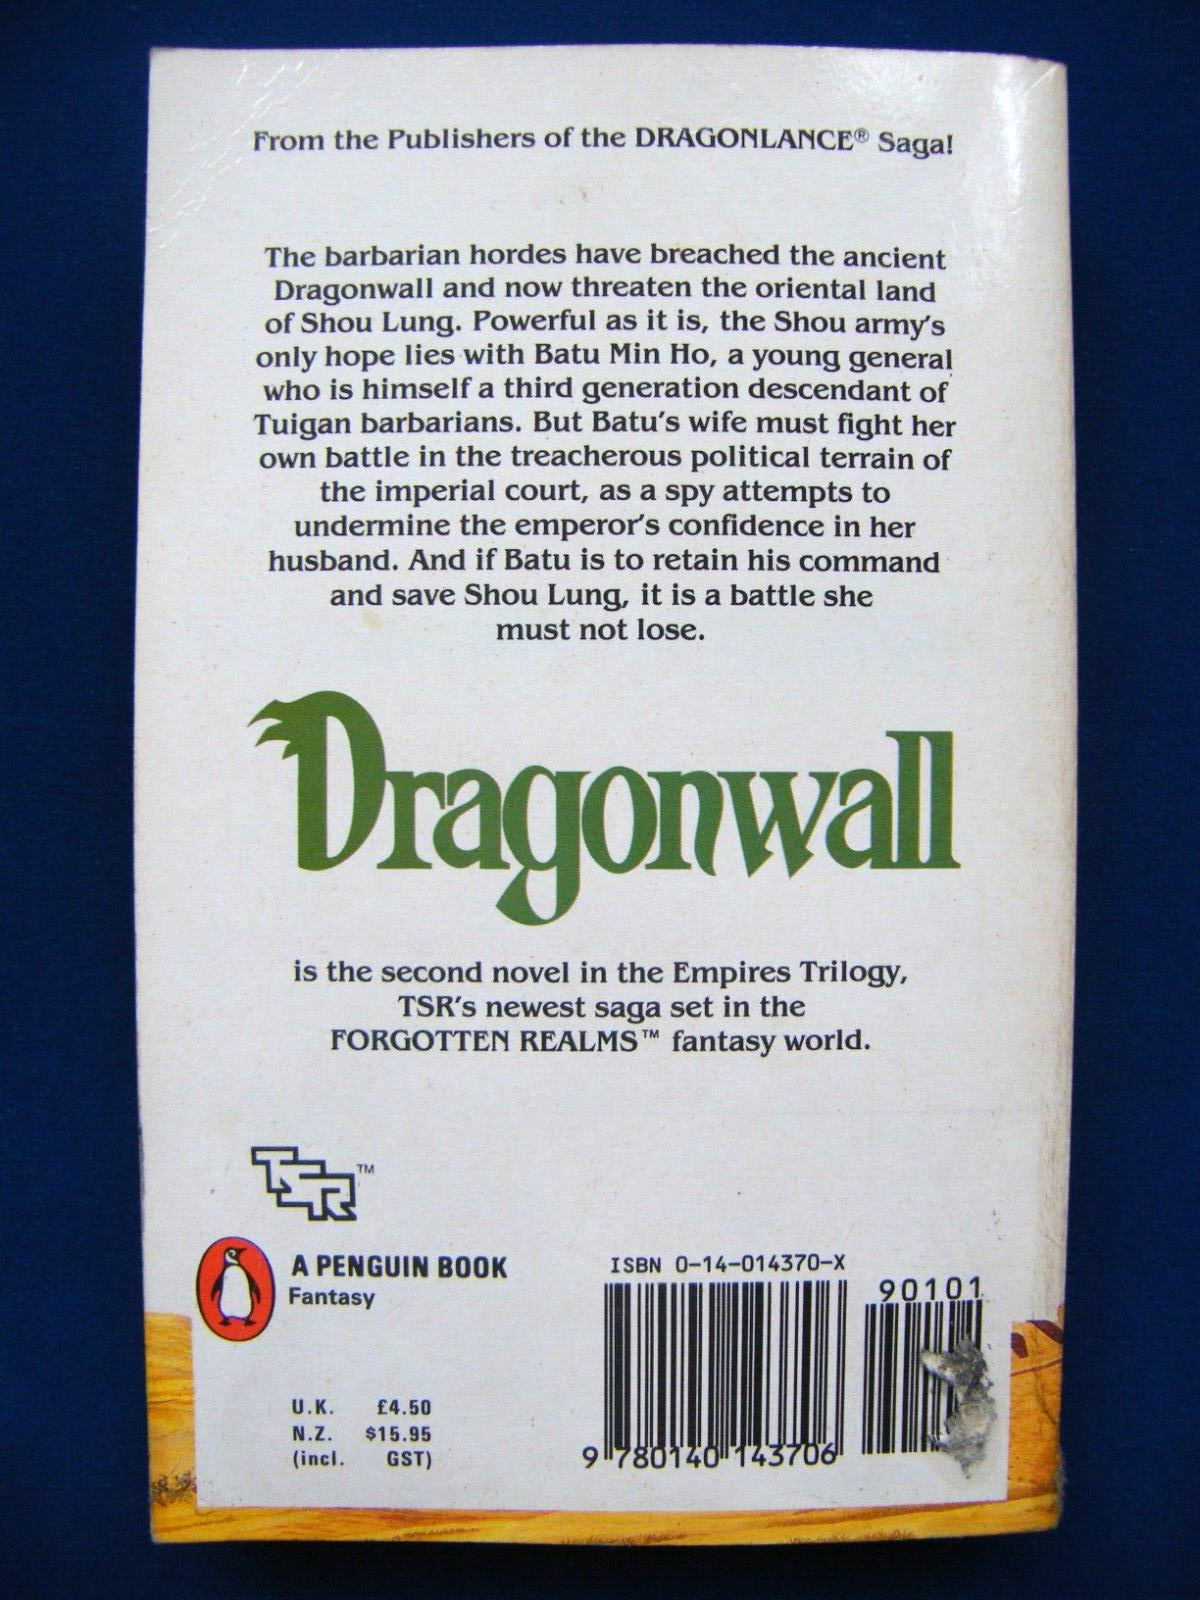 From the Publishers of the DRAGONLANCE® Saga!
The barbarian hordes have breached the ancient
Dragonwall and now threaten the oriental land
of Shou Lung. Powerful as it is, the Shou army's
only hope lies with Batu Min Ho, a young general
who is himself a third generation descendant of
Tuigan barbarians. But Batu's wife must fight her
own battle in the treacherous political terrain of
the imperial court, as a spy attempts to
undermine the emperor's confidence in her
husband. And if Batu is to retain his command
and save Shou Lung, it is a battle she
must not lose.
Dragonwall
is the second novel in the Empires Trilogy,
TSR's newest saga set in the
FORGOTTEN REALMS™ fantasy world.
TSR™
A PENGUIN BOOK
Fantasy
U.K. £4.50
N.Z. $15.95
(incl. GST)
ISBN 0-14-014370-X
90101
9 780140 143706